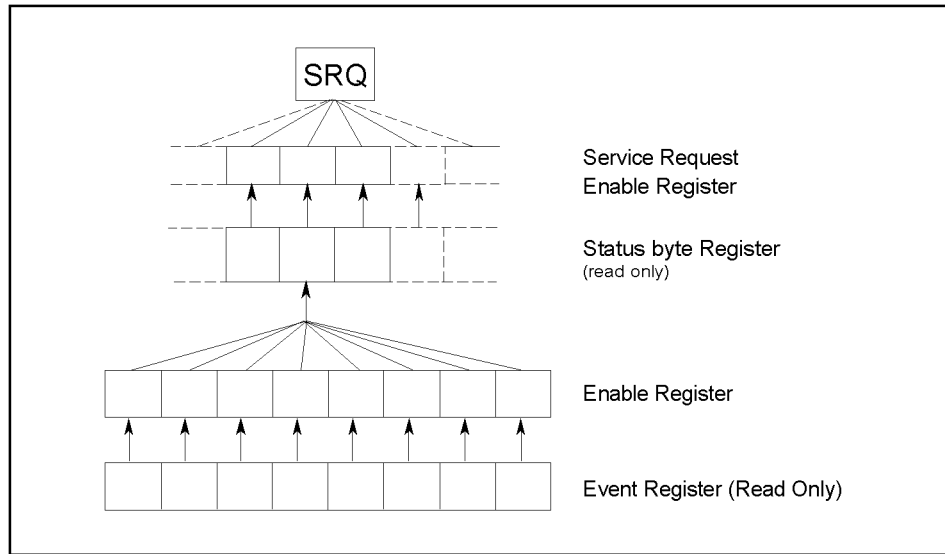 SRQ
Service Request
Enable Register
Status byte Register
(read only)
Enable Register
Event Register (Read Only)